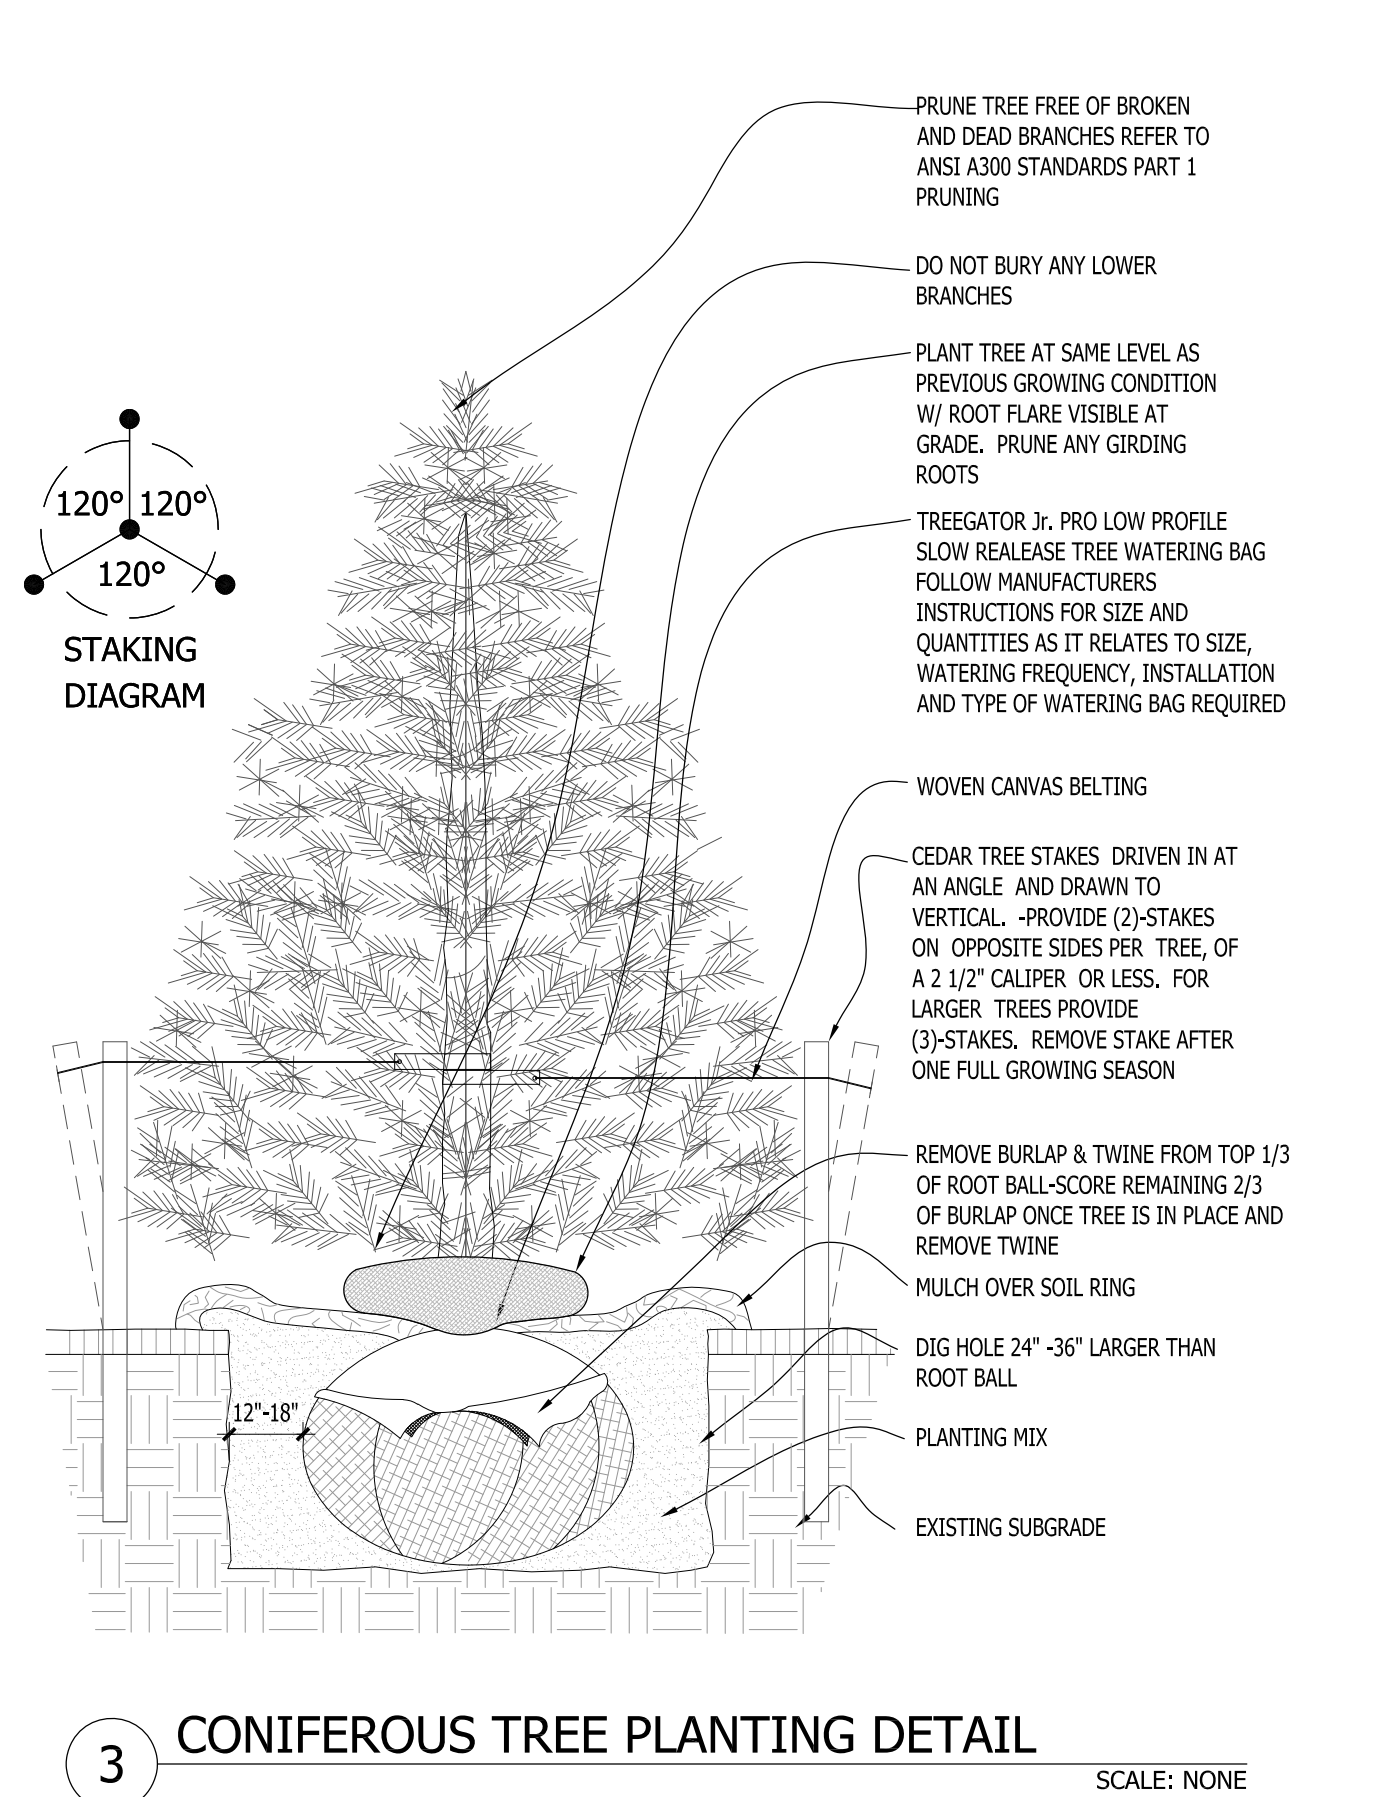 PRUNE TREE FREE OF BROKEN
AND DEAD BRANCHES REFER TO
ANSI A300 STANDARDS PART 1
PRUNING
DO NOT BURY ANY LOWER
BRANCHES
PLANT TREE AT SAME LEVEL AS
PREVIOUS GROWING CONDITION
W/ ROOT FLARE VISIBLE AT
GRADE. PRUNE ANY GIRDING
ROOTS
TREEGATOR Jr. PRO LOW PROFILE
SLOW REALEASE TREE WATERING BAG
FOLLOW MANUFACTURERS
INSTRUCTIONS FOR SIZE AND
QUANTITIES AS IT RELATES TO SIZE,
WATERING FREQUENCY, INSTALLATION
AND TYPE OF WATERING BAG REQUIRED
120° 120°
120°
STAKING
DIAGRAM
WOVEN CANVAS BELTING
CEDAR TREE STAKES DRIVEN IN AT
AN ANGLE AND DRAWN TO
VERTICAL. -PROVIDE (2)-STAKES
ON OPPOSITE SIDES PER TREE, OF
A 2 1/2" CALIPER OR LESS. FOR
LARGER TREES PROVIDE
(3)-STAKES. REMOVE STAKE AFTER
ONE FULL GROWING SEASON
REMOVE BURLAP & TWINE FROM TOP 1/3
OF ROOT BALL-SCORE REMAINING 2/3
OF BURLAP ONCE TREE IS IN PLACE AND
REMOVE TWINE
MULCH OVER SOIL RING
DIG HOLE 24" -36" LARGER THAN
ROOT BALL
12"-18"
PLANTING MIX
EXISTING SUBGRADE
3 CONIFEROUS TREE PLANTING DETAIL
SCALE: NONE